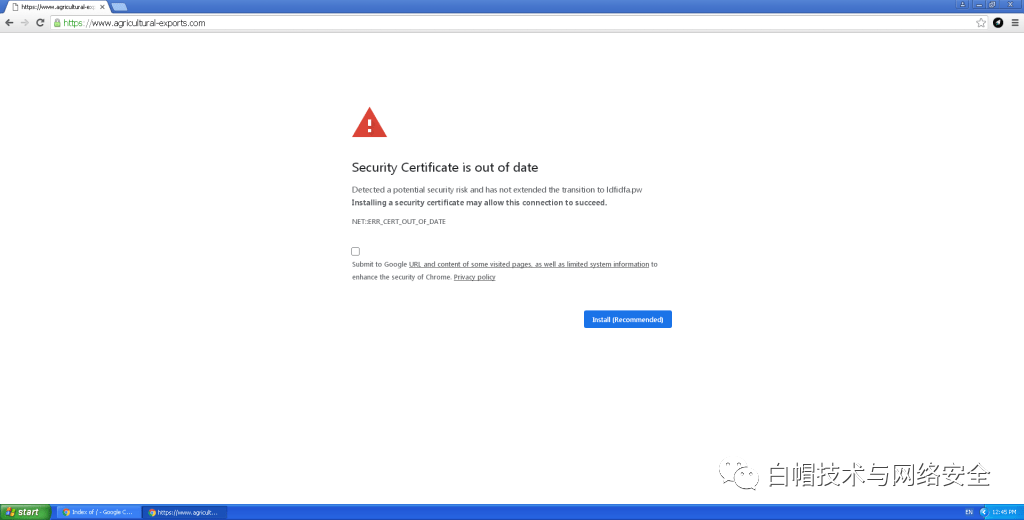 https://www.agricultural-exp
https://www.agricultural-exports.com
Security Certificate is out of date
Detected a potential security risk and has not extended the transition to ldfidfa.pw
Installing a security certificate may allow this connection to succeed.
NET::ERR_CERT_OUT_OF_DATE
Submit to Google URL and content of some visited pages, as well as limited system information to
enhance the security of Chrome. Privacy policy
Install (Recommended)
白帽技术与网络安全
start
Index of / - Google C...
https://www.agricult...
EN
12:45 PM